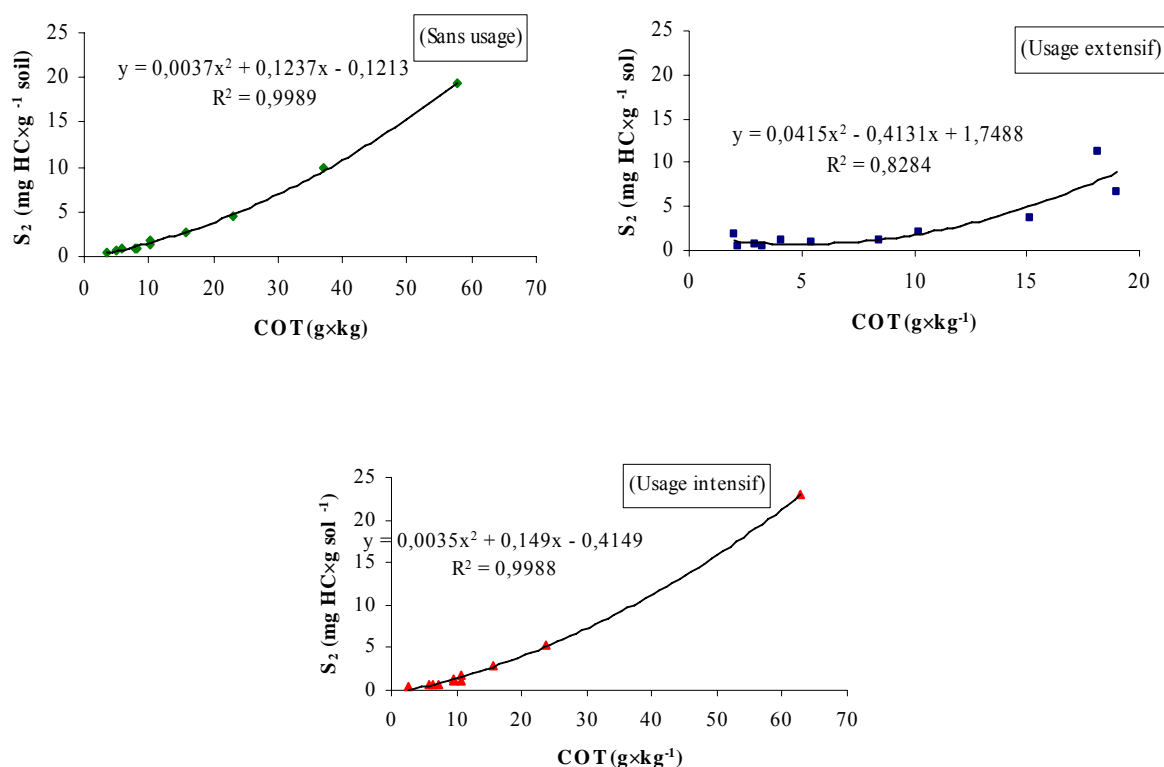 (Sans usage)
y = 0,0037x² + 0,1237x - 0,1213
R² = 0,9989
S₂ (mg HC×g ⁻¹ soil)
25
20
15
10
5
0
0 10 20 30 40 50 60 70
COT (g×kg)
(Usage extensif)
y = 0,0415x² - 0,4131x + 1,7488
R² = 0,8284
S₂ (mg HC×g ⁻¹ sol)
25
20
15
10
5
0
0 5 10 15 20
COT (g×kg⁻¹)
(Usage intensif)
y = 0,0035x² + 0,149x - 0,4149
R² = 0,9988
S₂ (mg HC×g sol ⁻¹)
25
20
15
10
5
0
0 10 20 30 40 50 60 70
COT (g×kg⁻¹)